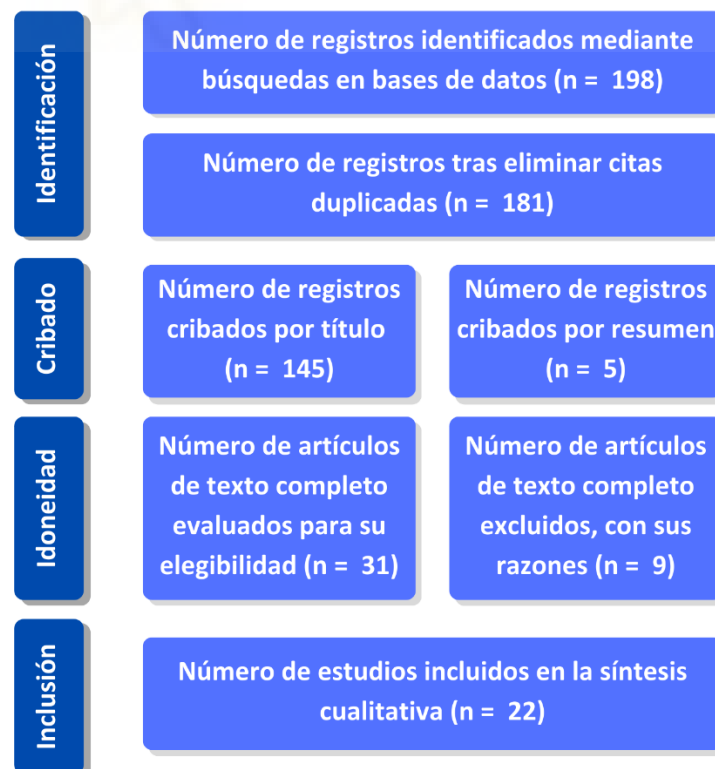 Identificación
Número de registros identificados mediante
búsquedas en bases de datos (n = 198)
Número de registros tras eliminar citas
duplicadas (n = 181)
Cribado
Número de registros
cribados por título
(n = 145)
Número de registros
cribados por resumen
(n = 5)
Idoneidad
Número de artículos
de texto completo
evaluados para su
elegibilidad (n = 31)
Número de artículos
de texto completo
excluidos, con sus
razones (n = 9)
Inclusión
Número de estudios incluidos en la síntesis
cualitativa (n = 22)